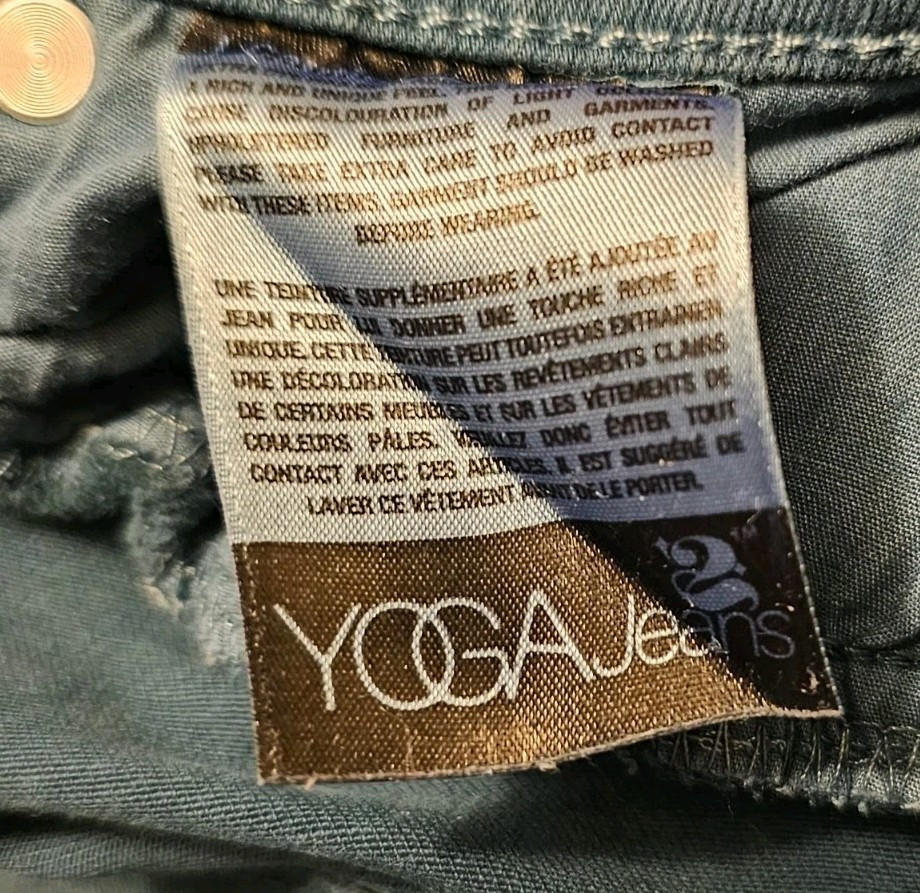 A RICH AND UNIQUE FEEL.
CAUSE DISCOLOURATION OF LIGHT
UPHOLSTERED FURNITURE AND GARMENTS.
PLEASE TAKE EXTRA CARE TO AVOID CONTACT
WITH THESE ITEMS. GARMENT SHOULD BE WASHED
BEFORE WEARING.
UNE TEINTURE SUPPLÉMENTAIRE A ÉTÉ AJOUTÉE AU
JEAN POUR LUI DONNER UNE TOUCHE RICHE ET
UNIQUE. CETTE TEINTURE PEUT TOUTEFOIS ENTRAINER
UNE DÉCOLORATION SUR LES REVÊTEMENTS CLAIRS
DE CERTAINS MEUBLES ET SUR LES VÊTEMENTS DE
COULEURS PÂLES. VEUILLEZ DONC ÉVITER TOUT
CONTACT AVEC CES ARTICLES. IL EST SUGGÉRÉ DE
LAVER CE VÊTEMENT AVANT DE LE PORTER.
2
YOGA Jeans